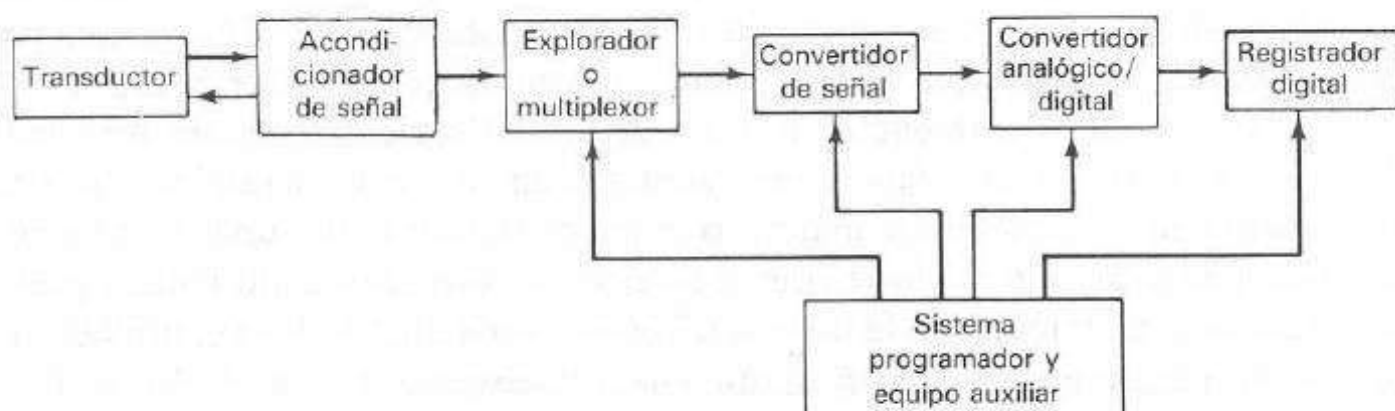 Transductor
Acondi-
cionador
de señal
Explorador
o
multiplexor
Convertidor
de señal
Convertidor
analógico/
digital
Registrador
digital
Sistema
programador y
equipo auxiliar